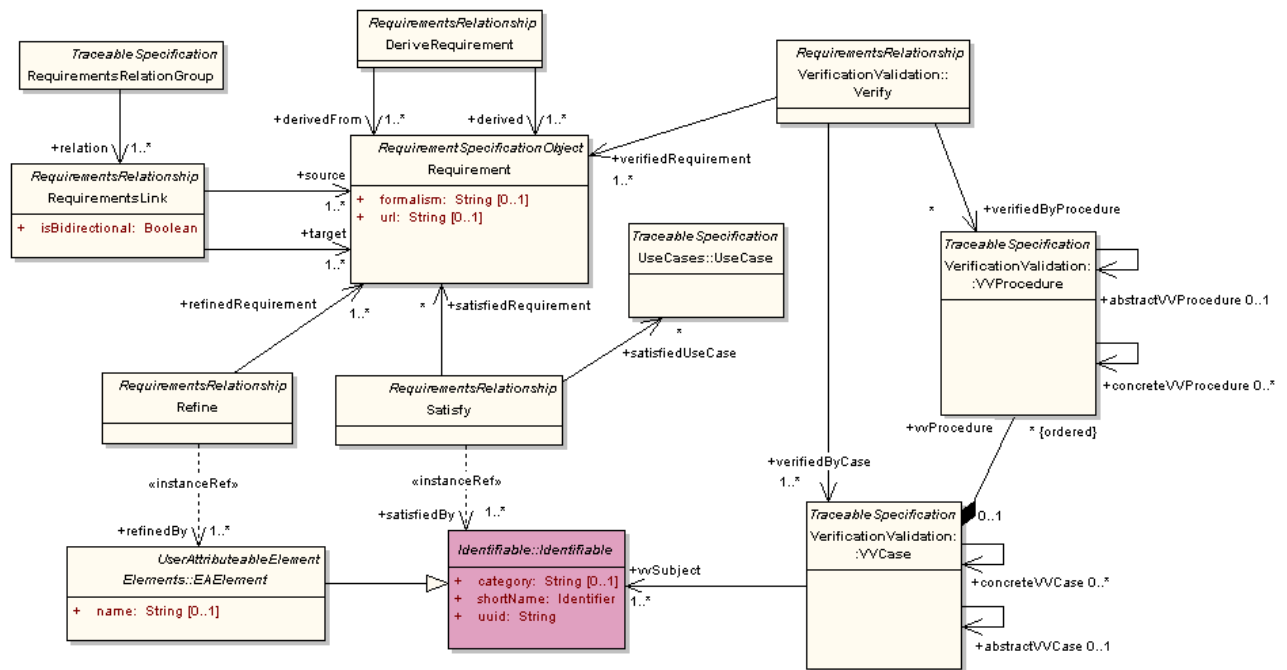 RequirementsRelationship
DeriveRequirement
TraceableSpecification
RequirementsRelationGroup
RequirementsRelationship
VerificationValidation::
Verify
+derivedFrom 1..*
+derived 1..*
+relation 1..*
RequirementSpecificationObject
Requirement
+ formalism: String [0..1]
+ url: String [0..1]
+verifiedRequirement
1..*
RequirementsRelationship
RequirementsLink
+ isBidirectional: Boolean
+source
1..*
+target
1..*
* +verifiedByProcedure
TraceableSpecification
UseCases::UseCase
TraceableSpecification
VerificationValidation:
:VVProcedure
+abstractVVProcedure 0..1
+concreteVVProcedure 0..*
+refinedRequirement
1..*
* +satisfiedRequirement
*
+satisfiedUseCase
RequirementsRelationship
Refine
RequirementsRelationship
Satisfy
+vvProcedure * {ordered}
«instanceRef»
«instanceRef»
+verifiedByCase
1..*
+refinedBy 1..*
+satisfiedBy 1..*
TraceableSpecification
VerificationValidation:
:VVCase
0..1
+concreteVVCase 0..*
+abstractVVCase 0..1
UserAttributeableElement
Elements::EAElement
+ name: String [0..1]
Identifiable::Identifiable
+ category: String [0..1]
+ shortName: Identifier
+ uuid: String
+vvSubject
1..*